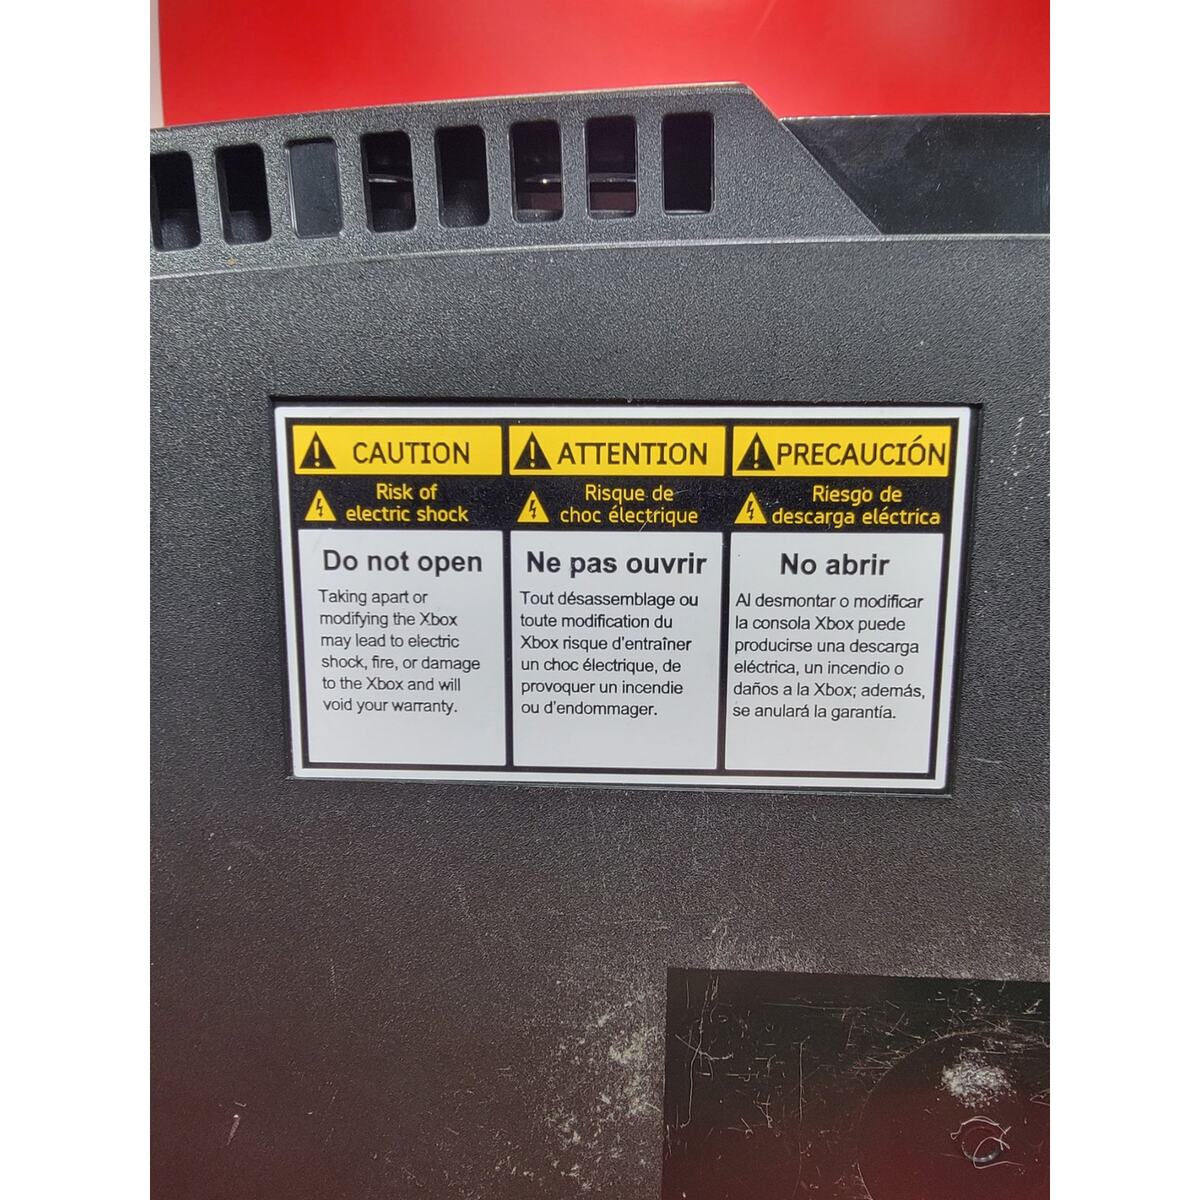 CAUTION
Risk of
electric shock
Do not open
Taking apart or
modifying the Xbox
may lead to electric
shock, fire, or damage
to the Xbox and will
void your warranty.
ATTENTION
Risque de
choc électrique
Ne pas ouvrir
Tout désassemblage ou
toute modification du
Xbox risque d'entraîner
un choc électrique, de
provoquer un incendie
ou d'endommager.
PRECAUCIÓN
Riesgo de
descarga eléctrica
No abrir
Al desmontar o modificar
la consola Xbox puede
producirse una descarga
eléctrica, un incendio o
daños a la Xbox; además,
se anulará la garantía.